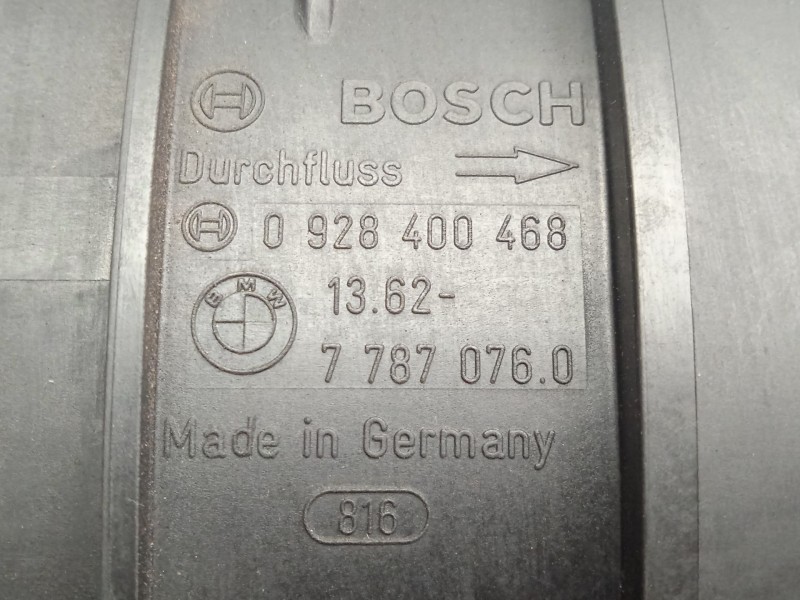 BOSCH
Durchfluss
0 928 400 468
BMW
13.62-
7 787 076.0
Made in Germany
816